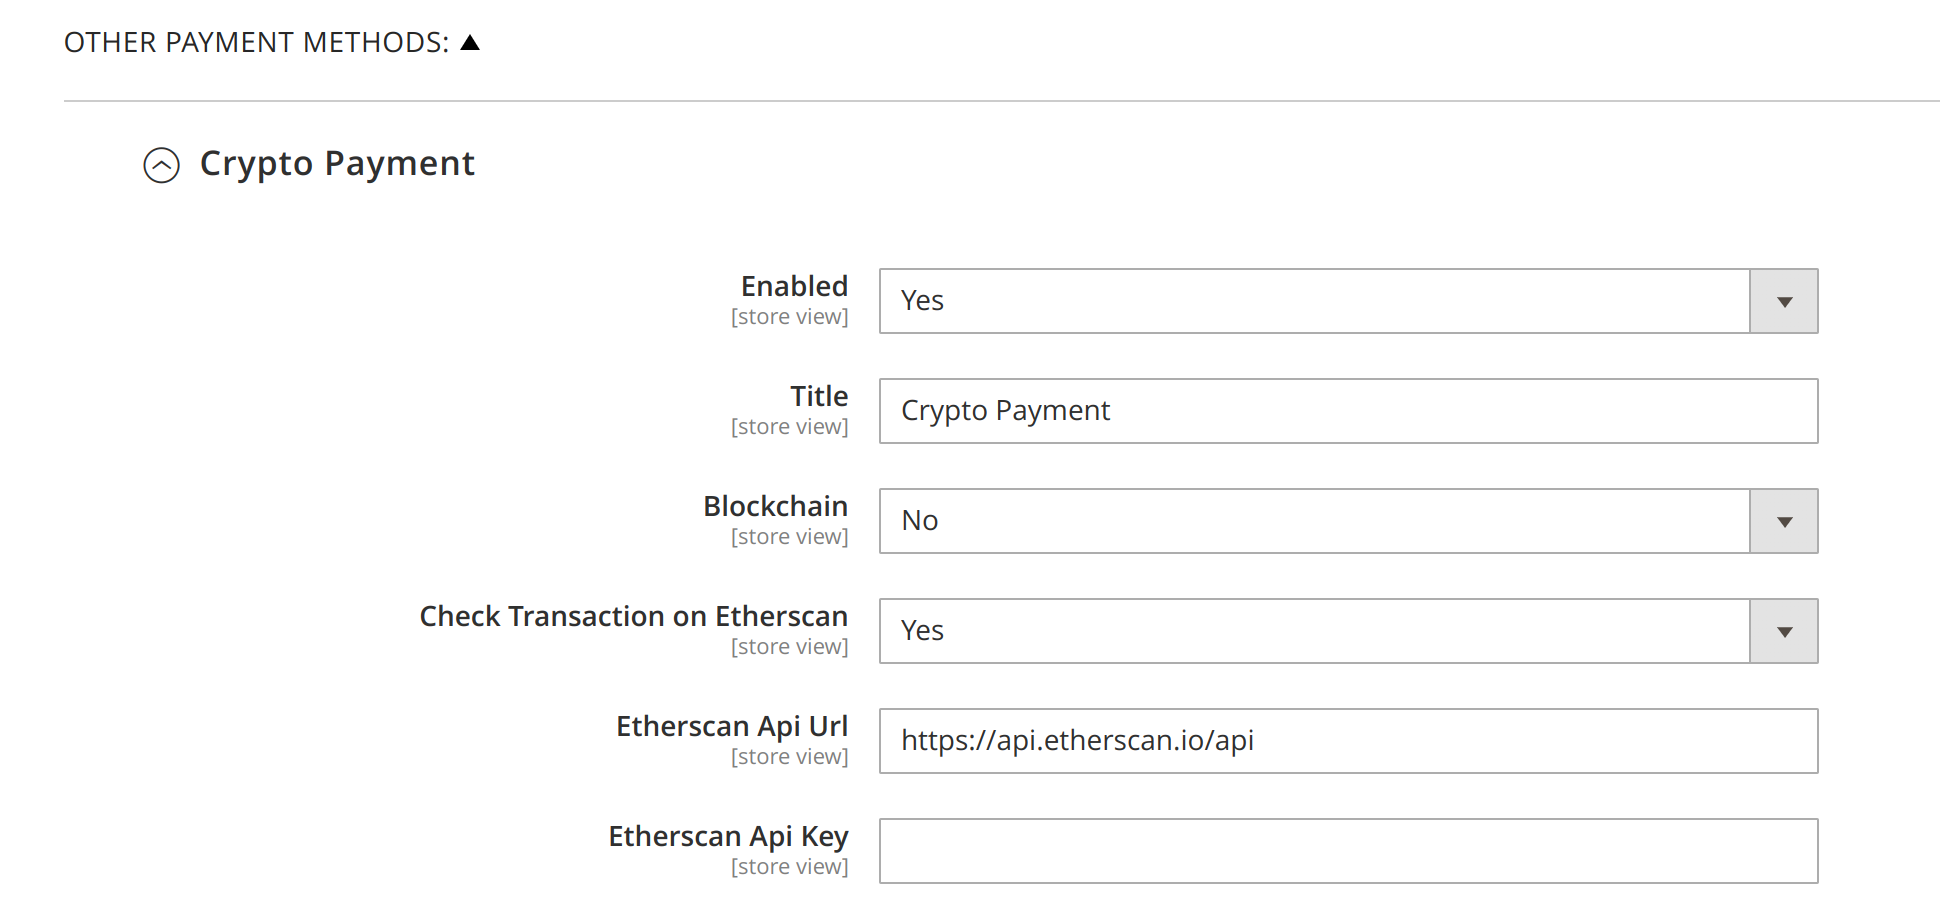 OTHER PAYMENT METHODS:
Crypto Payment
Enabled
[store view]
Yes
Title
[store view]
Crypto Payment
Blockchain
[store view]
No
Check Transaction on Etherscan
[store view]
Yes
Etherscan Api Url
[store view]
https://api.etherscan.io/api
Etherscan Api Key
[store view]